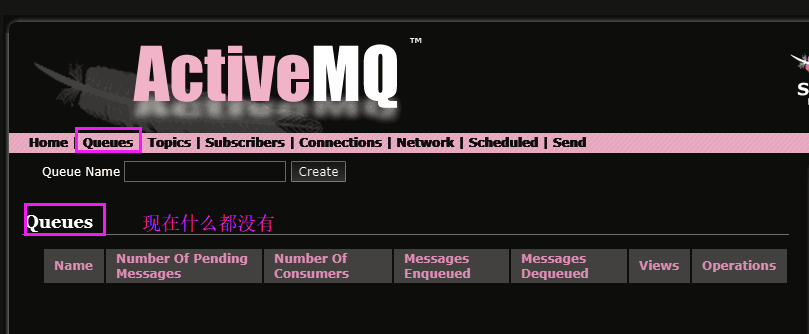 ActiveMQ™
S
Home | Queues | Topics | Subscribers | Connections | Network | Scheduled | Send
Queue Name Create
Queues 现在什么都没有
Name Number Of Pending Messages Number Of Consumers Messages Enqueued Messages Dequeued Views Operations